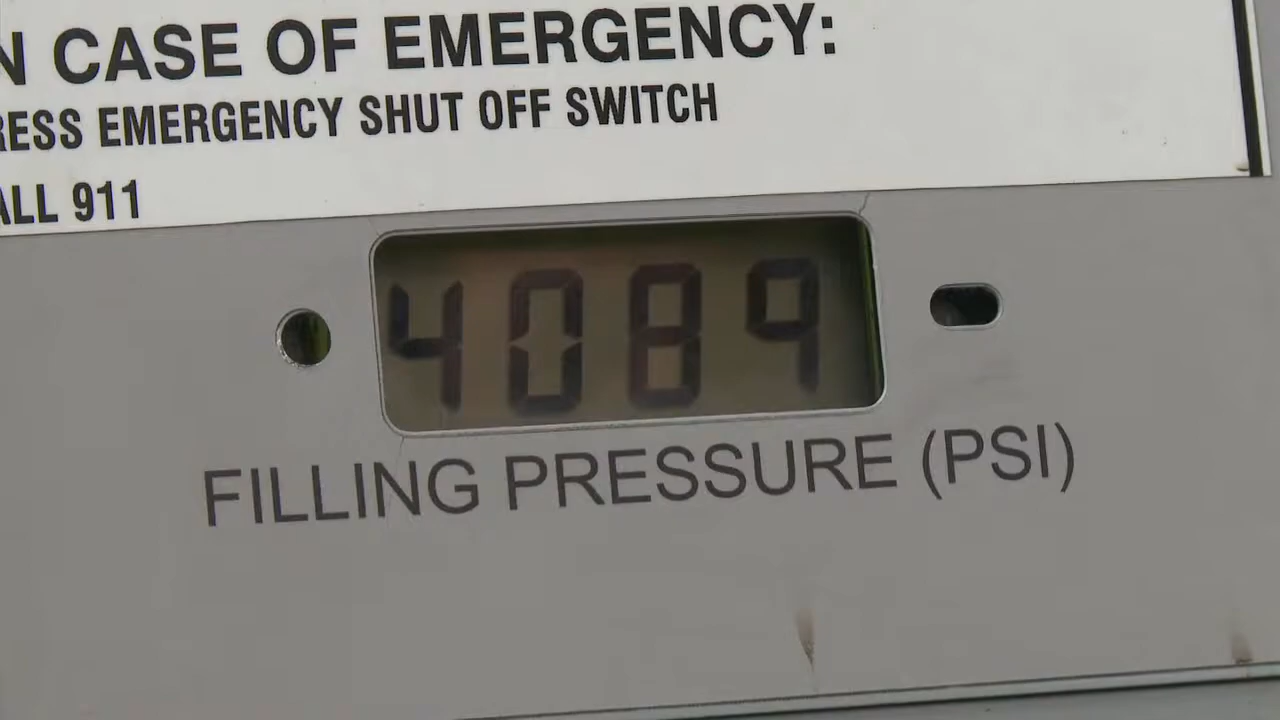 N CASE OF EMERGENCY:
RESS EMERGENCY SHUT OFF SWITCH
ALL 911
4089
FILLING PRESSURE (PSI)